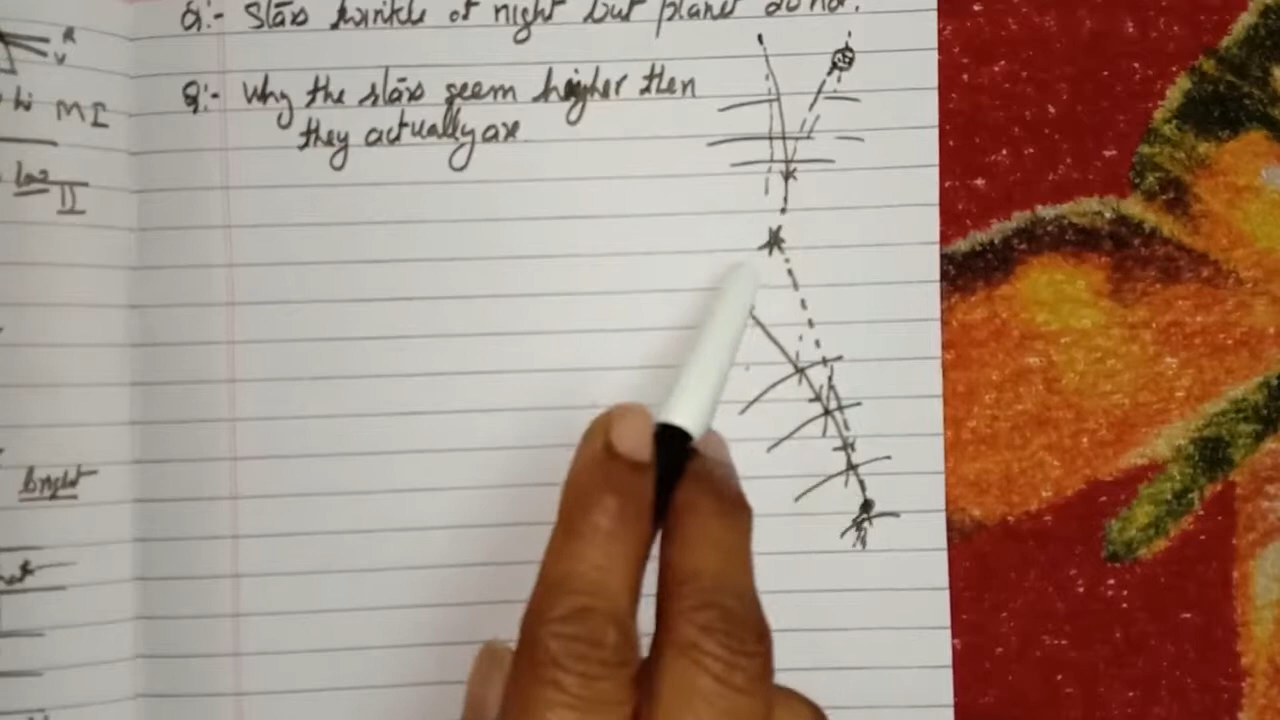 Q:- Stars twinkle at night but planet do not.
Q:- Why the stars seem higher then
they actually are
R
V
MI
II
bright